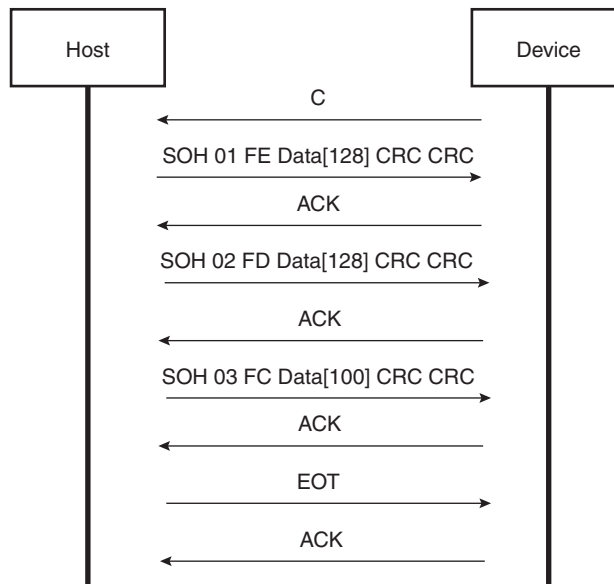 Host
Device
C
SOH 01 FE Data[128] CRC CRC
ACK
SOH 02 FD Data[128] CRC CRC
ACK
SOH 03 FC Data[100] CRC CRC
ACK
EOT
ACK